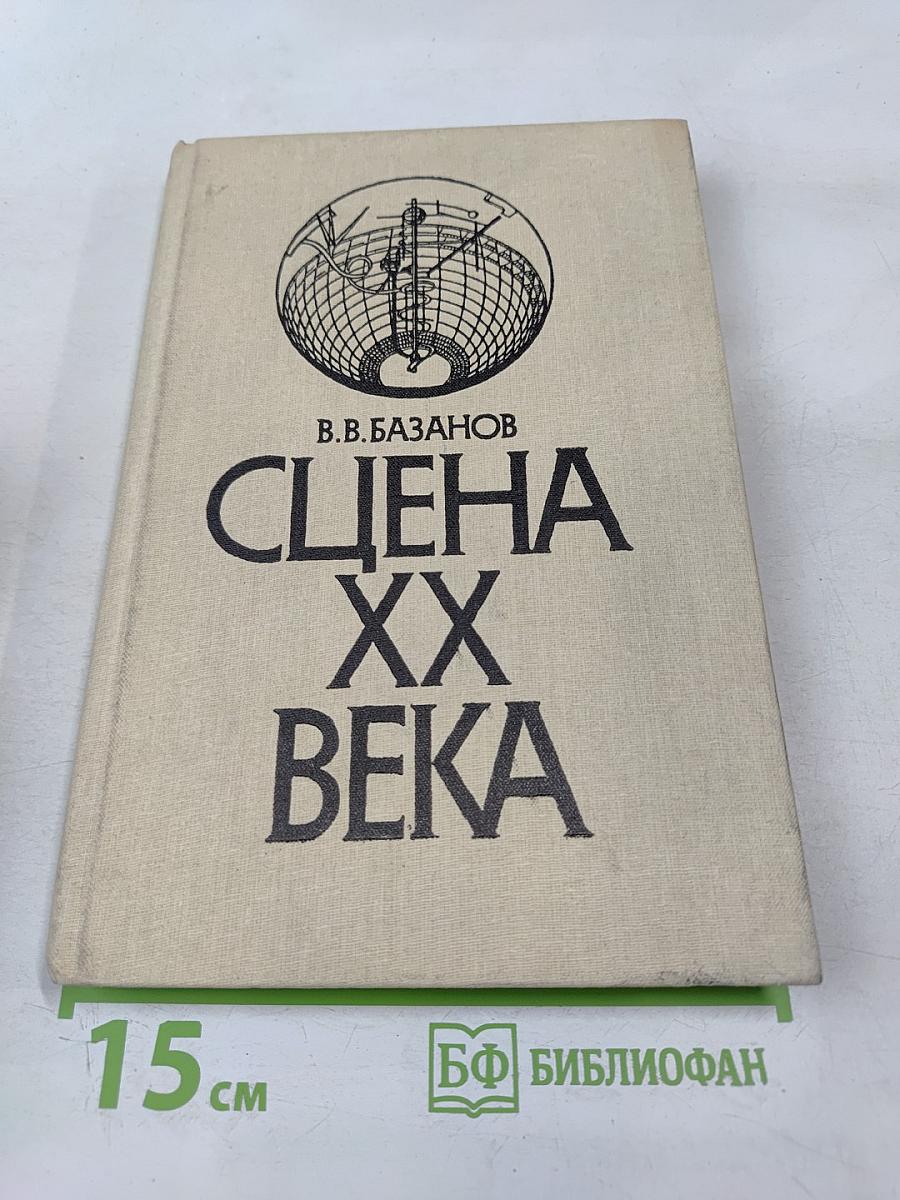 В.В.БАЗАНОВ
СЦЕНА
XX
ВЕКА
15 см
БФ БИБЛИОФАН